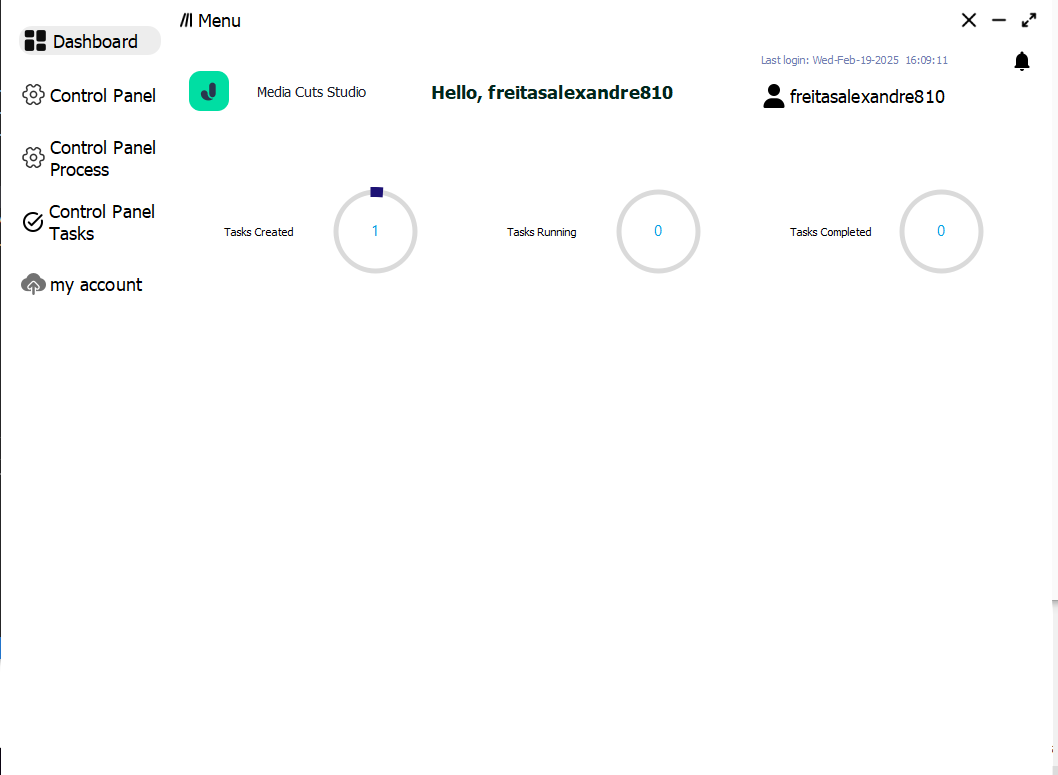 Menu
Dashboard
Last login: Wed-Feb-19-2025 16:09:11
Control Panel
Media Cuts Studio
Hello, freitasalexandre810
freitasalexandre810
Control Panel
Process
Control Panel
Tasks
Tasks Created
1
Tasks Running
0
Tasks Completed
0
my account